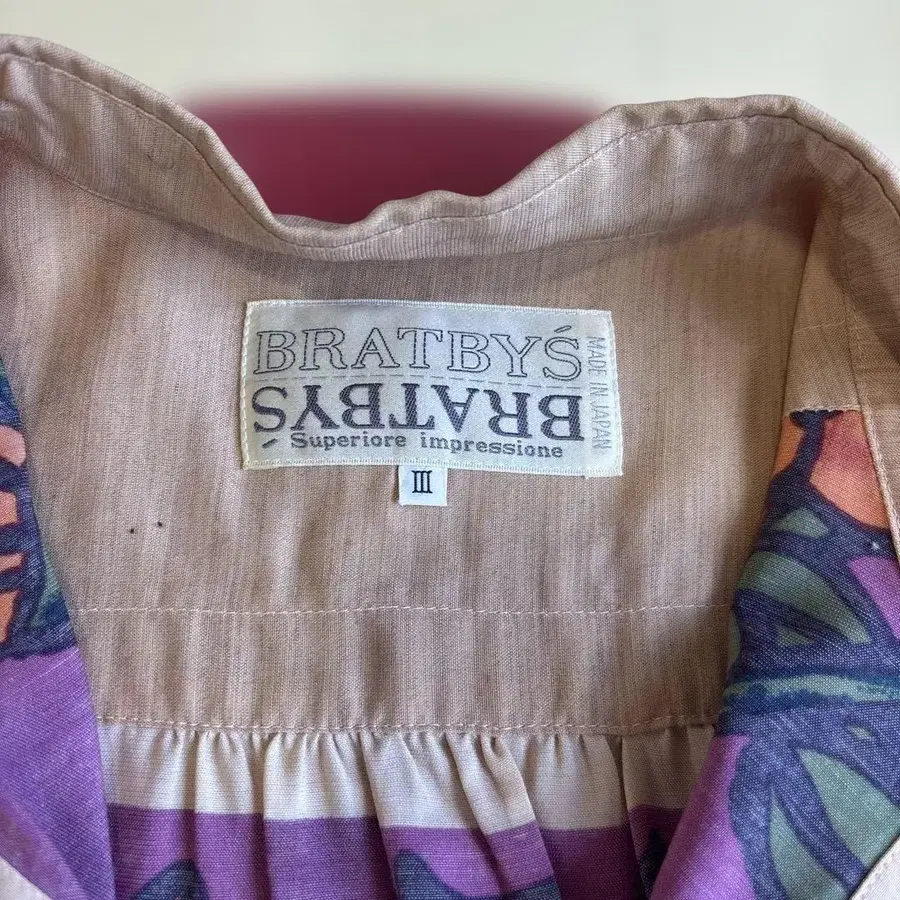 BRATBYŚ
BRATBYŚ
Superiore impressione
MADE IN JAPAN
III